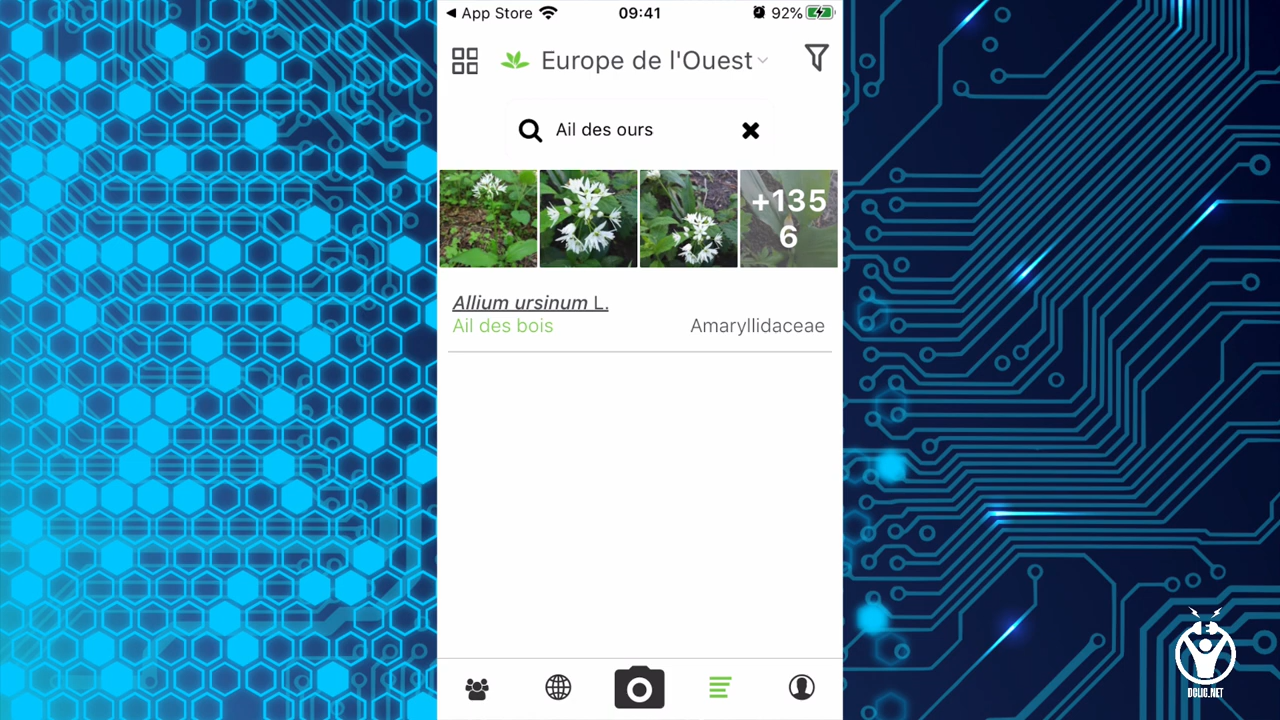 App Store
09:41
92%
Europe de l'Ouest
Ail des ours
+135
6
Allium ursinum L.
Ail des bois
Amaryllidaceae
DCLIC.NET